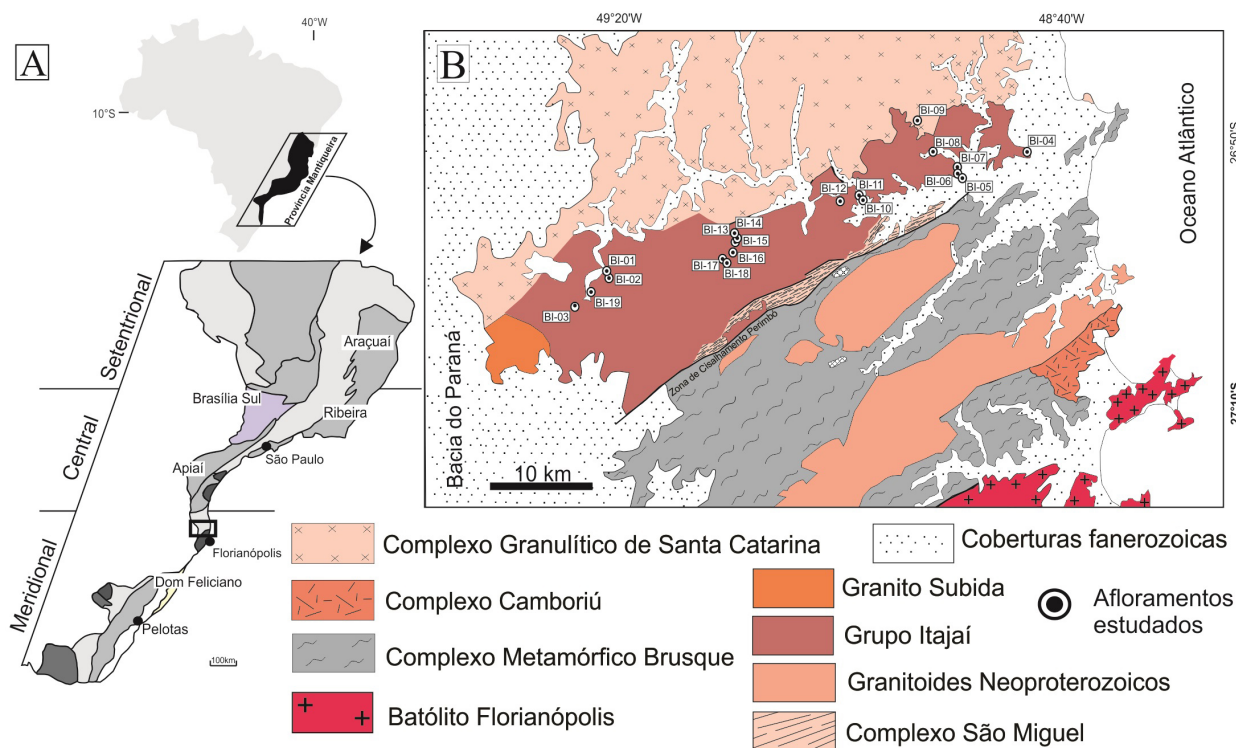 A
40°W
10°S
Província Mantiqueira
Setentrional
Central
Meridional
Araçuaí
Brasília Sul
Ribeira
São Paulo
Apiaí
Florianópolis
Dom Feliciano
Pelotas
100km
B
49°20
48°40
26°50'S
27°10'S
Oceano Atlântico
Bacia do Paraná
Zona de Cisalhamento Perimbó
10 km
BI-09
BI-08
BI-04
BI-07
BI-06
BI-05
BI-12
BI-11
BI-10
BI-14
BI-13
BI-15
BI-16
BI-17
BI-18
BI-01
BI-02
BI-19
BI-03
Complexo Granulítico de Santa Catarina
Complexo Camboriú
Complexo Metamórfico Brusque
Batólito Florianópolis
Coberturas fanerozoicas
Granito Subida
Grupo Itajaí
Granitoides Neoproterozoicos
Complexo São Miguel
Afloramentos
estudados